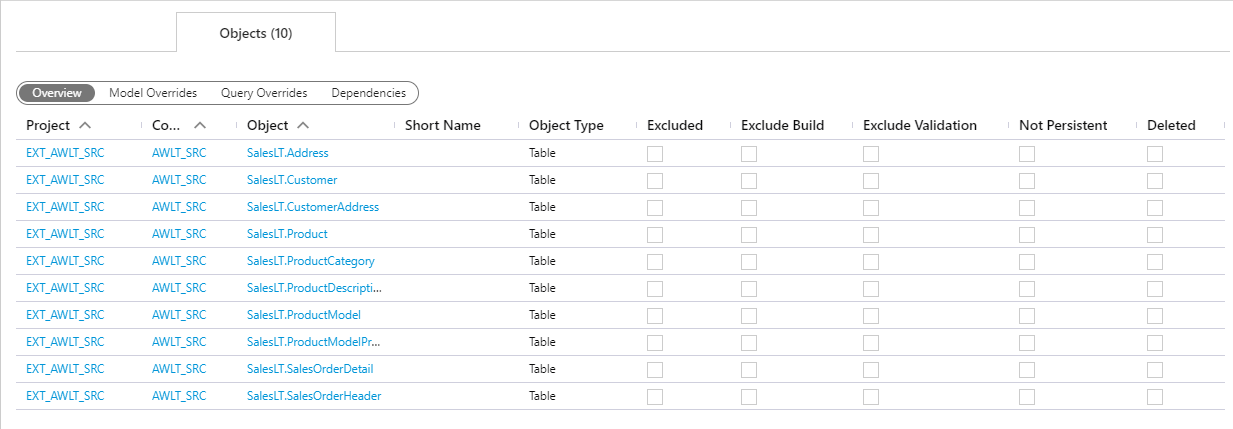 Objects (10)
Overview Model Overrides Query Overrides Dependencies
Project Co... Object Short Name Object Type Excluded Exclude Build Exclude Validation Not Persistent Deleted
EXT_AWLT_SRC AWLT_SRC SalesLT.Address Table
EXT_AWLT_SRC AWLT_SRC SalesLT.Customer Table
EXT_AWLT_SRC AWLT_SRC SalesLT.CustomerAddress Table
EXT_AWLT_SRC AWLT_SRC SalesLT.Product Table
EXT_AWLT_SRC AWLT_SRC SalesLT.ProductCategory Table
EXT_AWLT_SRC AWLT_SRC SalesLT.ProductDescripti... Table
EXT_AWLT_SRC AWLT_SRC SalesLT.ProductModel Table
EXT_AWLT_SRC AWLT_SRC SalesLT.ProductModelPr... Table
EXT_AWLT_SRC AWLT_SRC SalesLT.SalesOrderDetail Table
EXT_AWLT_SRC AWLT_SRC SalesLT.SalesOrderHeader Table